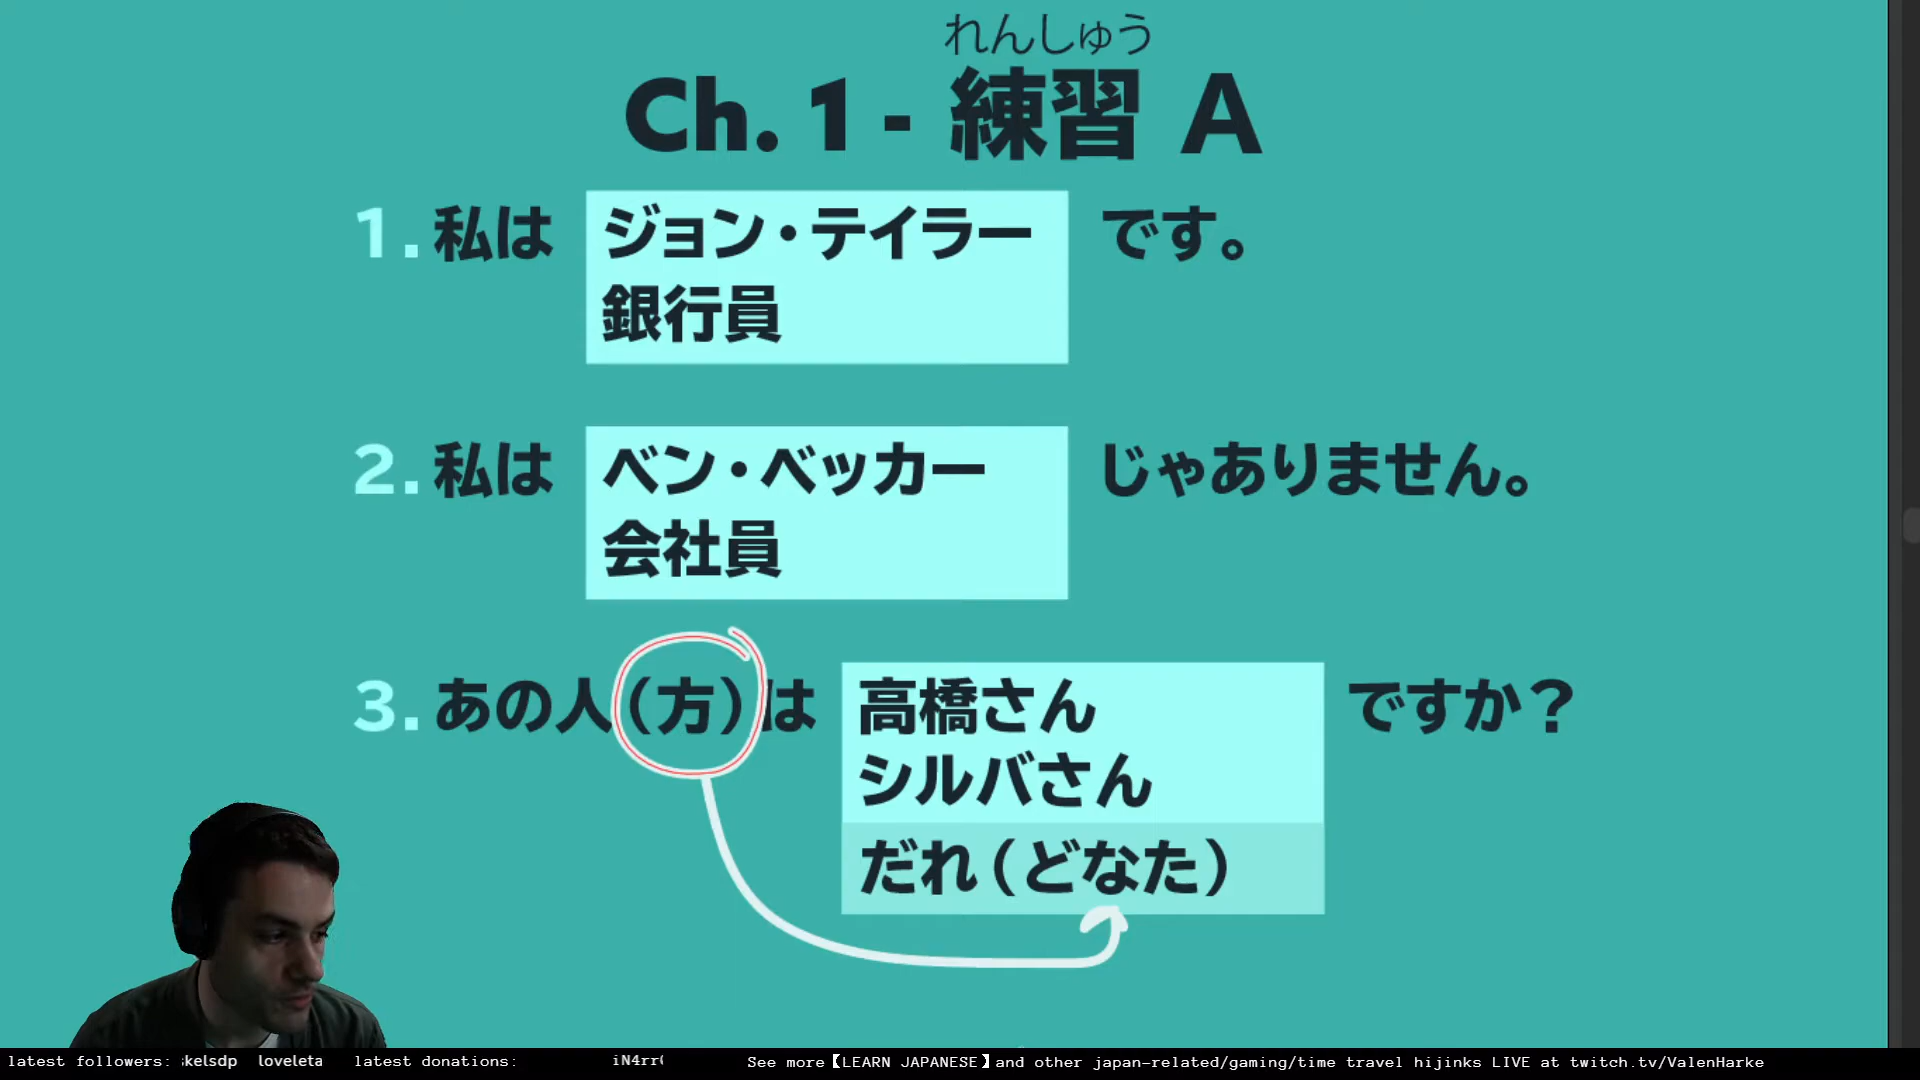 れんしゅう
Ch. 1 - 練習 A
1. 私は ジョン・テイラー です。
銀行員
2. 私は ベン・ベッカー じゃありません。
会社員
3. あの人(方)は 高橋さん ですか?
シルバさん
だれ(どなた)
latest followers: kelsdp loveleta latest donations: iN4rr See more【LEARN JAPANESE】and other japan-related/gaming/time travel hijinks LIVE at twitch.tv/ValenHarke